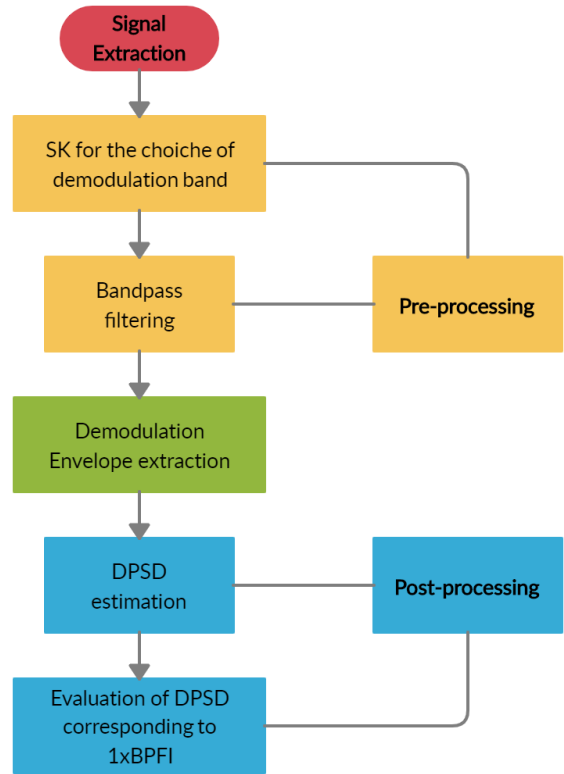 Signal
Extraction
SK for the choiche of
demodulation band
Bandpass
filtering
Pre-processing
Demodulation
Envelope extraction
DPSD
estimation
Post-processing
Evaluation of DPSD
corresponding to
1xBPFI